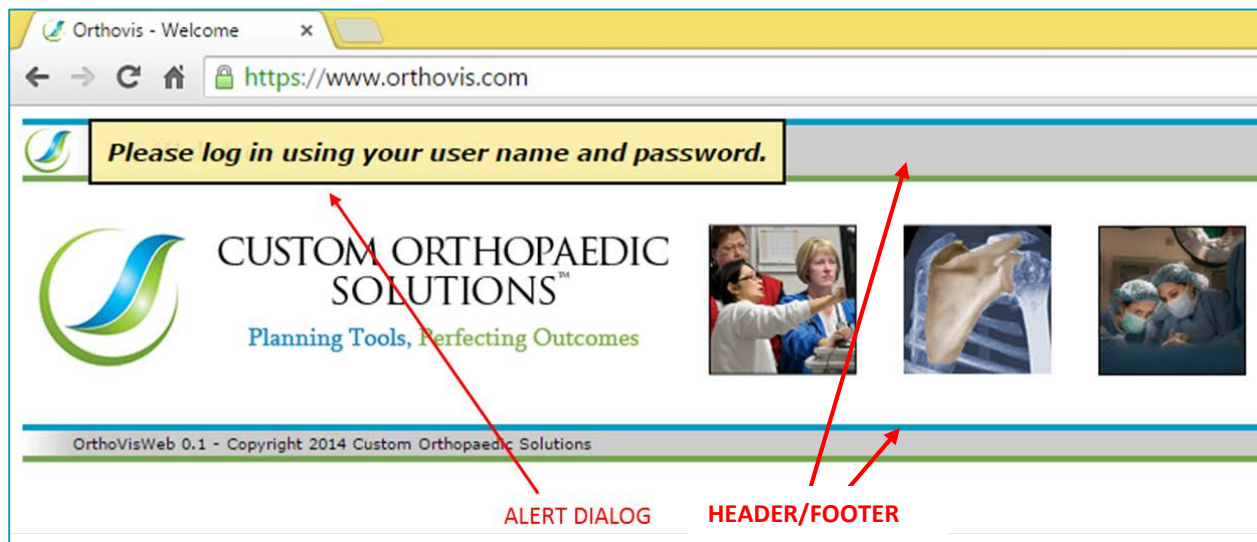 Orthovis - Welcome
https://www.orthovis.com
Please log in using your user name and password.
CUSTOM ORTHOPAEDIC
SOLUTIONS™
Planning Tools, Perfecting Outcomes
OrthoVisWeb 0.1 - Copyright 2014 Custom Orthopaedic Solutions
ALERT DIALOG
HEADER/FOOTER